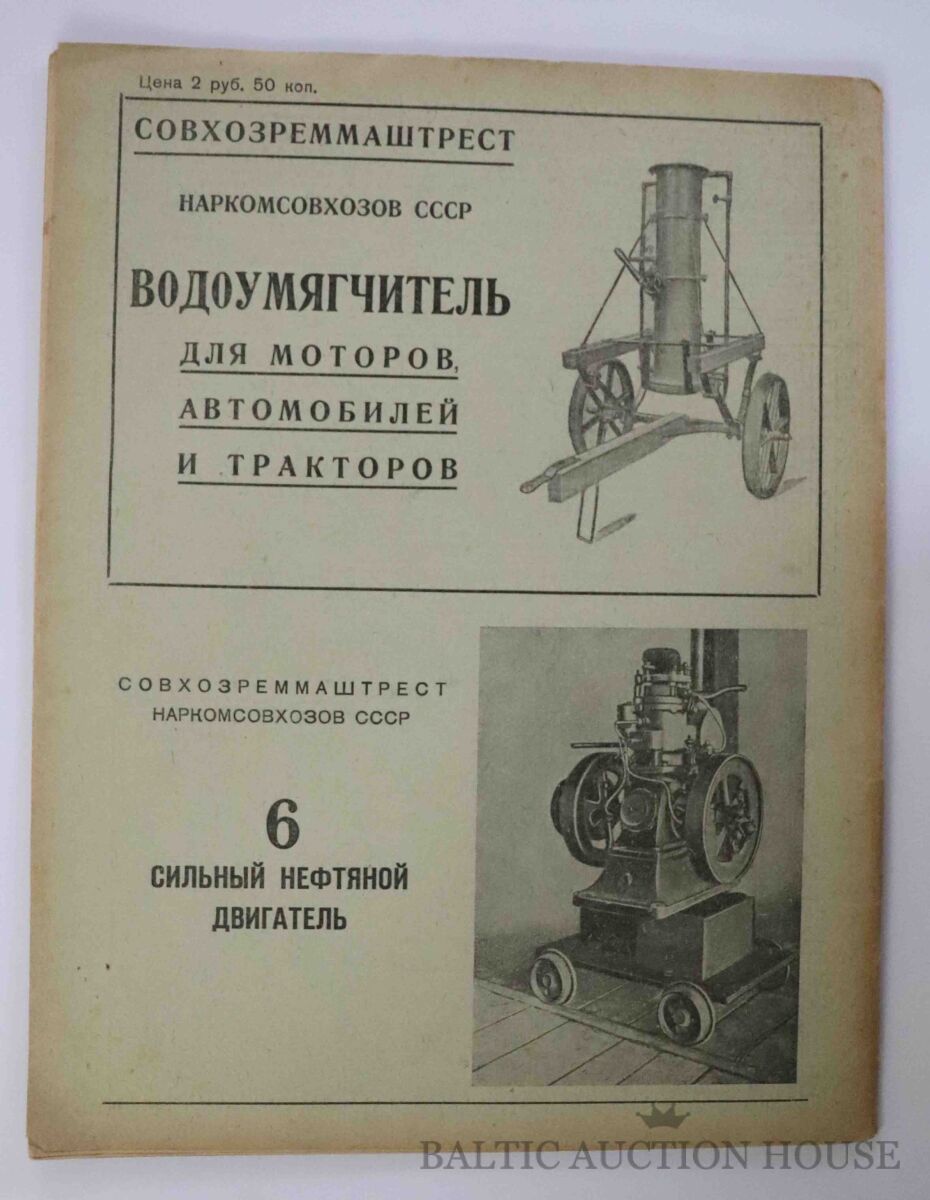 Цена 2 руб. 50 коп.
СОВХОЗРЕММАШТРЕСТ
НАРКОМСОВХОЗОВ СССР
ВОДОУМЯГЧИТЕЛЬ
ДЛЯ МОТОРОВ,
АВТОМОБИЛЕЙ
И ТРАКТОРОВ
СОВХОЗРЕММАШТРЕСТ
НАРКОМСОВХОЗОВ СССР
6
СИЛЬНЫЙ НЕФТЯНОЙ
ДВИГАТЕЛЬ
BALTIC AUCTION HOUSE